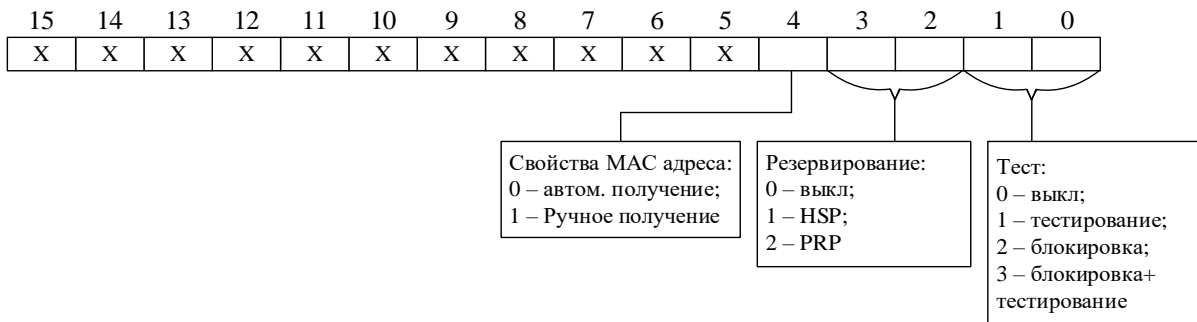 15 14 13 12 11 10 9 8 7 6 5 4 3 2 1 0
X X X X X X X X X X X
Свойства MAC адреса:
0 – автом. получение;
1 – Ручное получение
Резервирование:
0 – выкл;
1 – HSP;
2 – PRP
Тест:
0 – выкл;
1 – тестирование;
2 – блокировка;
3 – блокировка+
тестирование